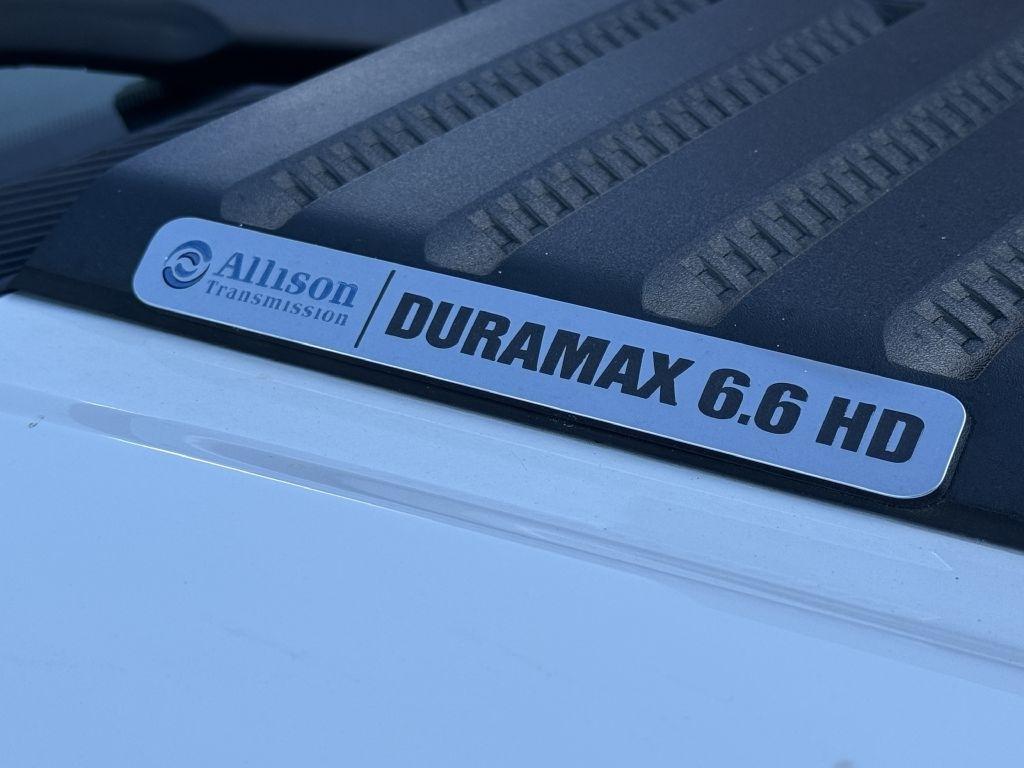 Allison
Transmission
DURAMAX 6.6 HD